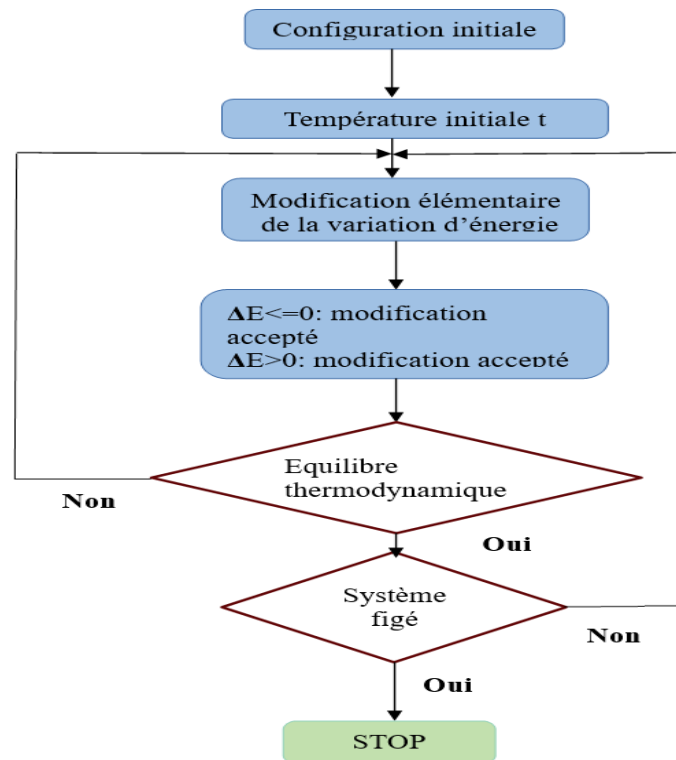 Configuration initiale
Température initiale t
Modification élémentaire
de la variation d'énergie
ΔE<=0: modification
accepté
ΔE>0: modification accepté
Equilibre
thermodynamique
Non
Oui
Système
figé
Non
Oui
STOP